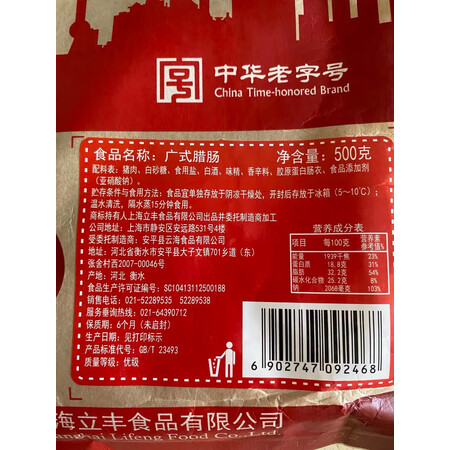 中华老字号
China Time-honored Brand
食品名称：广式腊肠
净含量：500克
配料表：猪肉、白砂糖、食用盐、白酒、味精、香辛料、胶原蛋白肠衣、食品添加剂
（亚硝酸钠）。
贮存条件与食用方法：食品宜单独存放于阴凉干燥处，开封后存放于冰箱（5~10℃）；
温水清洗，隔水蒸15分钟食用。
商标持有人上海立丰食品有限公司出品并委托制造商加工
地址：上海市静安区安远路531号4楼
受委托制造商：安平县云海食品有限公司
地址：河北省衡水市安平县大子文镇701乡道（东）
张舍村西2007-00046号
产地：河北 衡水
食品生产许可证编号：SC10413112500188
销售电话：021-52289535 52289538
服务垂询热线：021-64390712
保质期：6个月（未启封）
生产日期：见打印标示
产品标准代号：GB/T 23493
质量等级：优级
营养成分表
项目 每100克 营养素参考值%
能量 1939千焦 23%
蛋白质 18.8克 31%
脂肪 32.2克 54%
碳水化合物 25.2克 8%
钠 2068毫克 103%
6 902747 092468
海立丰食品有限公司
anghai Lifeng Food Co., Ltd.